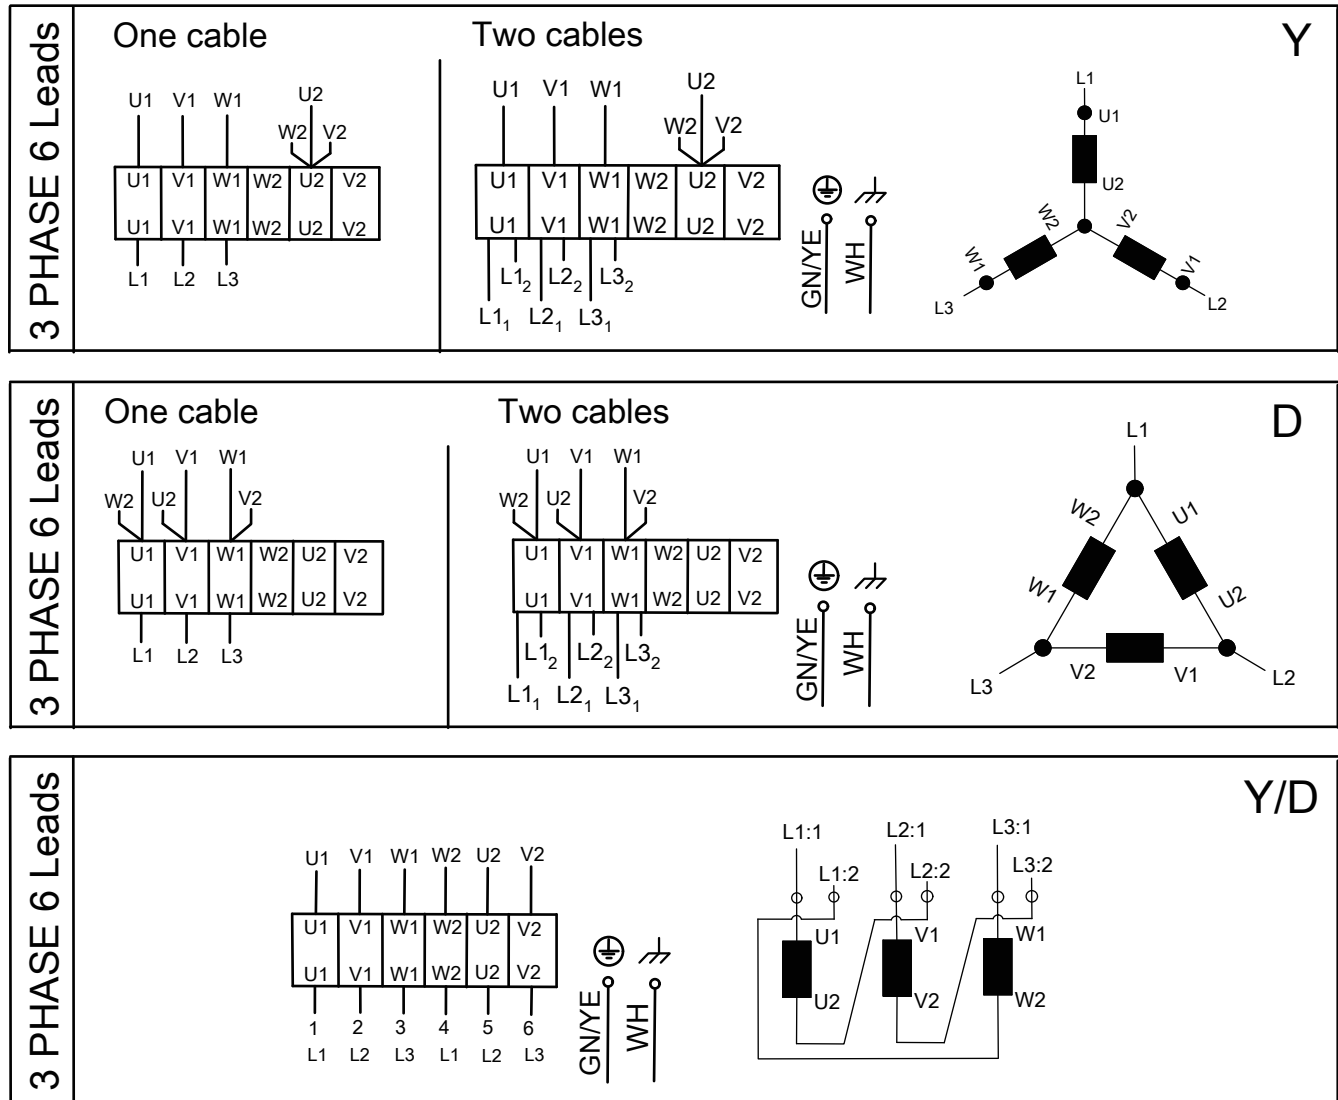 3 PHASE 6 Leads
One cable
Two cables
Y
U1 V1 W1 U2
W2 V2
U1 V1 W1 W2 U2 V2
U1 V1 W1 W2 U2 V2
L1 L2 L3
U1 V1 W1 U2
W2 V2
U1 V1 W1 W2 U2 V2
U1 V1 W1 W2 U2 V2
L1₂ L2₂ L3₂
L1₁ L2₁ L3₁
GN/YE
WH
L1
U1
U2
W2 V2
W1 V1
L3 L2
3 PHASE 6 Leads
One cable
Two cables
D
U1 V1 W1
W2 U2 V2
U1 V1 W1 W2 U2 V2
U1 V1 W1 W2 U2 V2
L1 L2 L3
U1 V1 W1
W2 U2 V2
U1 V1 W1 W2 U2 V2
U1 V1 W1 W2 U2 V2
L1₂ L2₂ L3₂
L1₁ L2₁ L3₁
GN/YE
WH
L1
W2 U1
W1 U2
V2 V1
L3 L2
3 PHASE 6 Leads
Y/D
U1 V1 W1 W2 U2 V2
U1 V1 W1 W2 U2 V2
U1 V1 W1 W2 U2 V2
1 2 3 4 5 6
L1 L2 L3 L1 L2 L3
GN/YE
WH
L1:1 L2:1 L3:1
L1:2 L2:2 L3:2
U1 V1 W1
U2 V2 W2